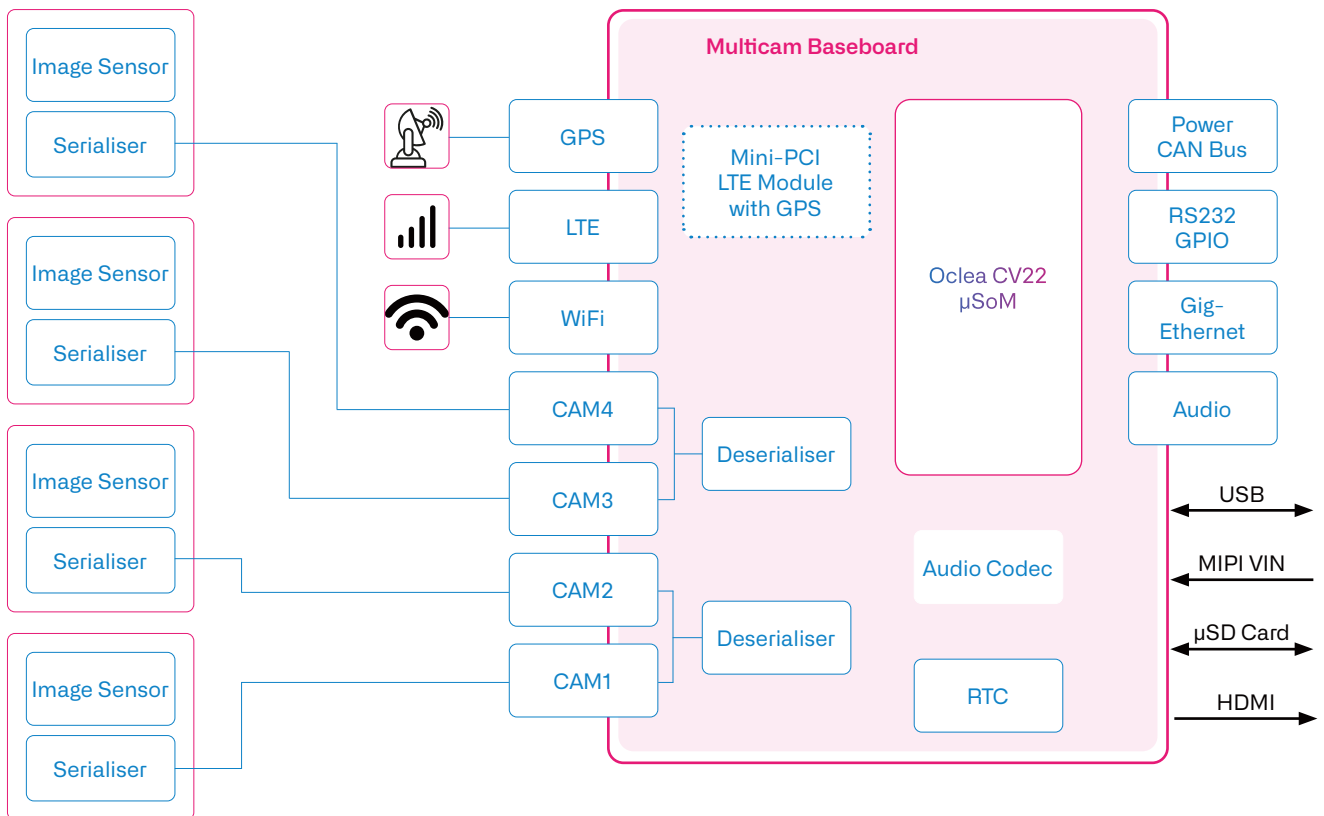 Image Sensor
Serialiser
Image Sensor
Serialiser
Image Sensor
Serialiser
Image Sensor
Serialiser
GPS
LTE
WiFi
CAM4
CAM3
CAM2
CAM1
Multicam Baseboard
Mini-PCI
LTE Module
with GPS
Deserialiser
Deserialiser
Oclea CV22
µSoM
Audio Codec
RTC
Power
CAN Bus
RS232
GPIO
Gig-
Ethernet
Audio
USB
MIPI VIN
µSD Card
HDMI